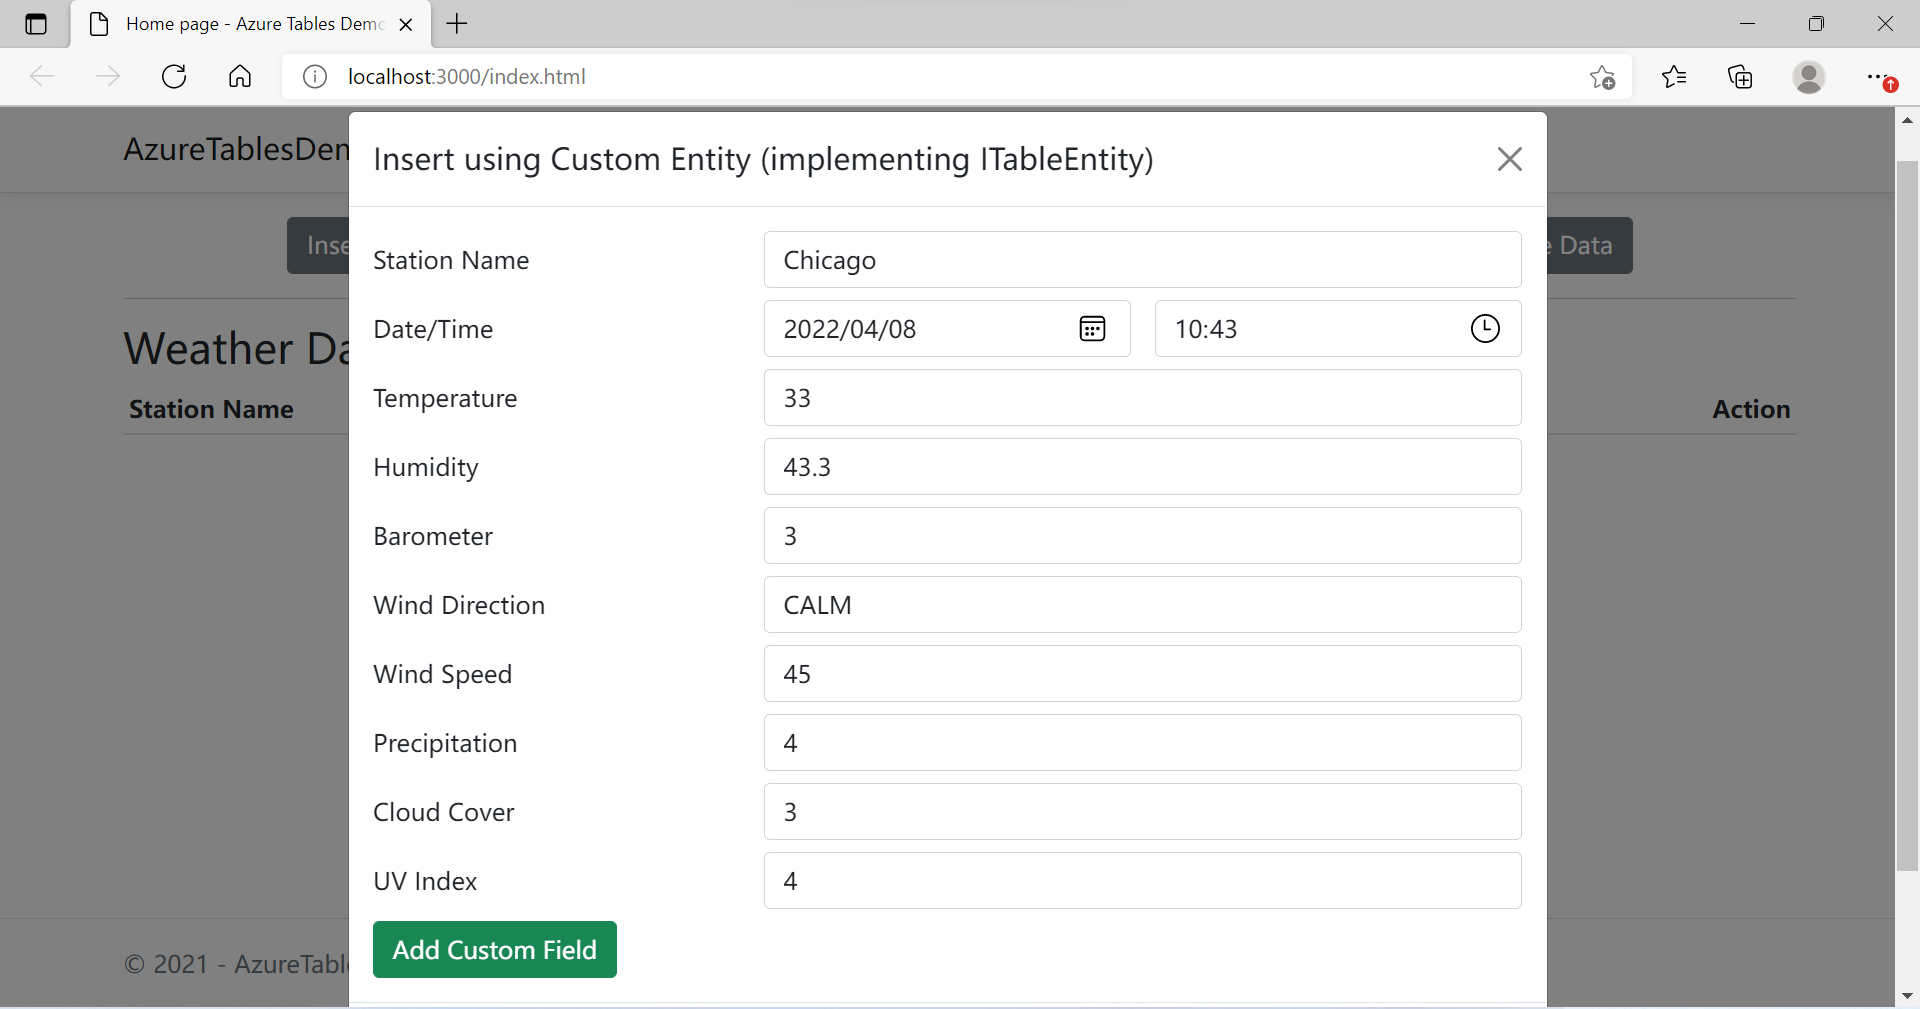 Home page - Azure Tables Demo
localhost:3000/index.html
AzureTablesDem
Insert using Custom Entity (implementing ITableEntity)
Inse
e Data
Weather Da
Station Name
Action
Station Name Chicago
Date/Time 2022/04/08 10:43
Temperature 33
Humidity 43.3
Barometer 3
Wind Direction CALM
Wind Speed 45
Precipitation 4
Cloud Cover 3
UV Index 4
Add Custom Field
© 2021 - AzureTabl